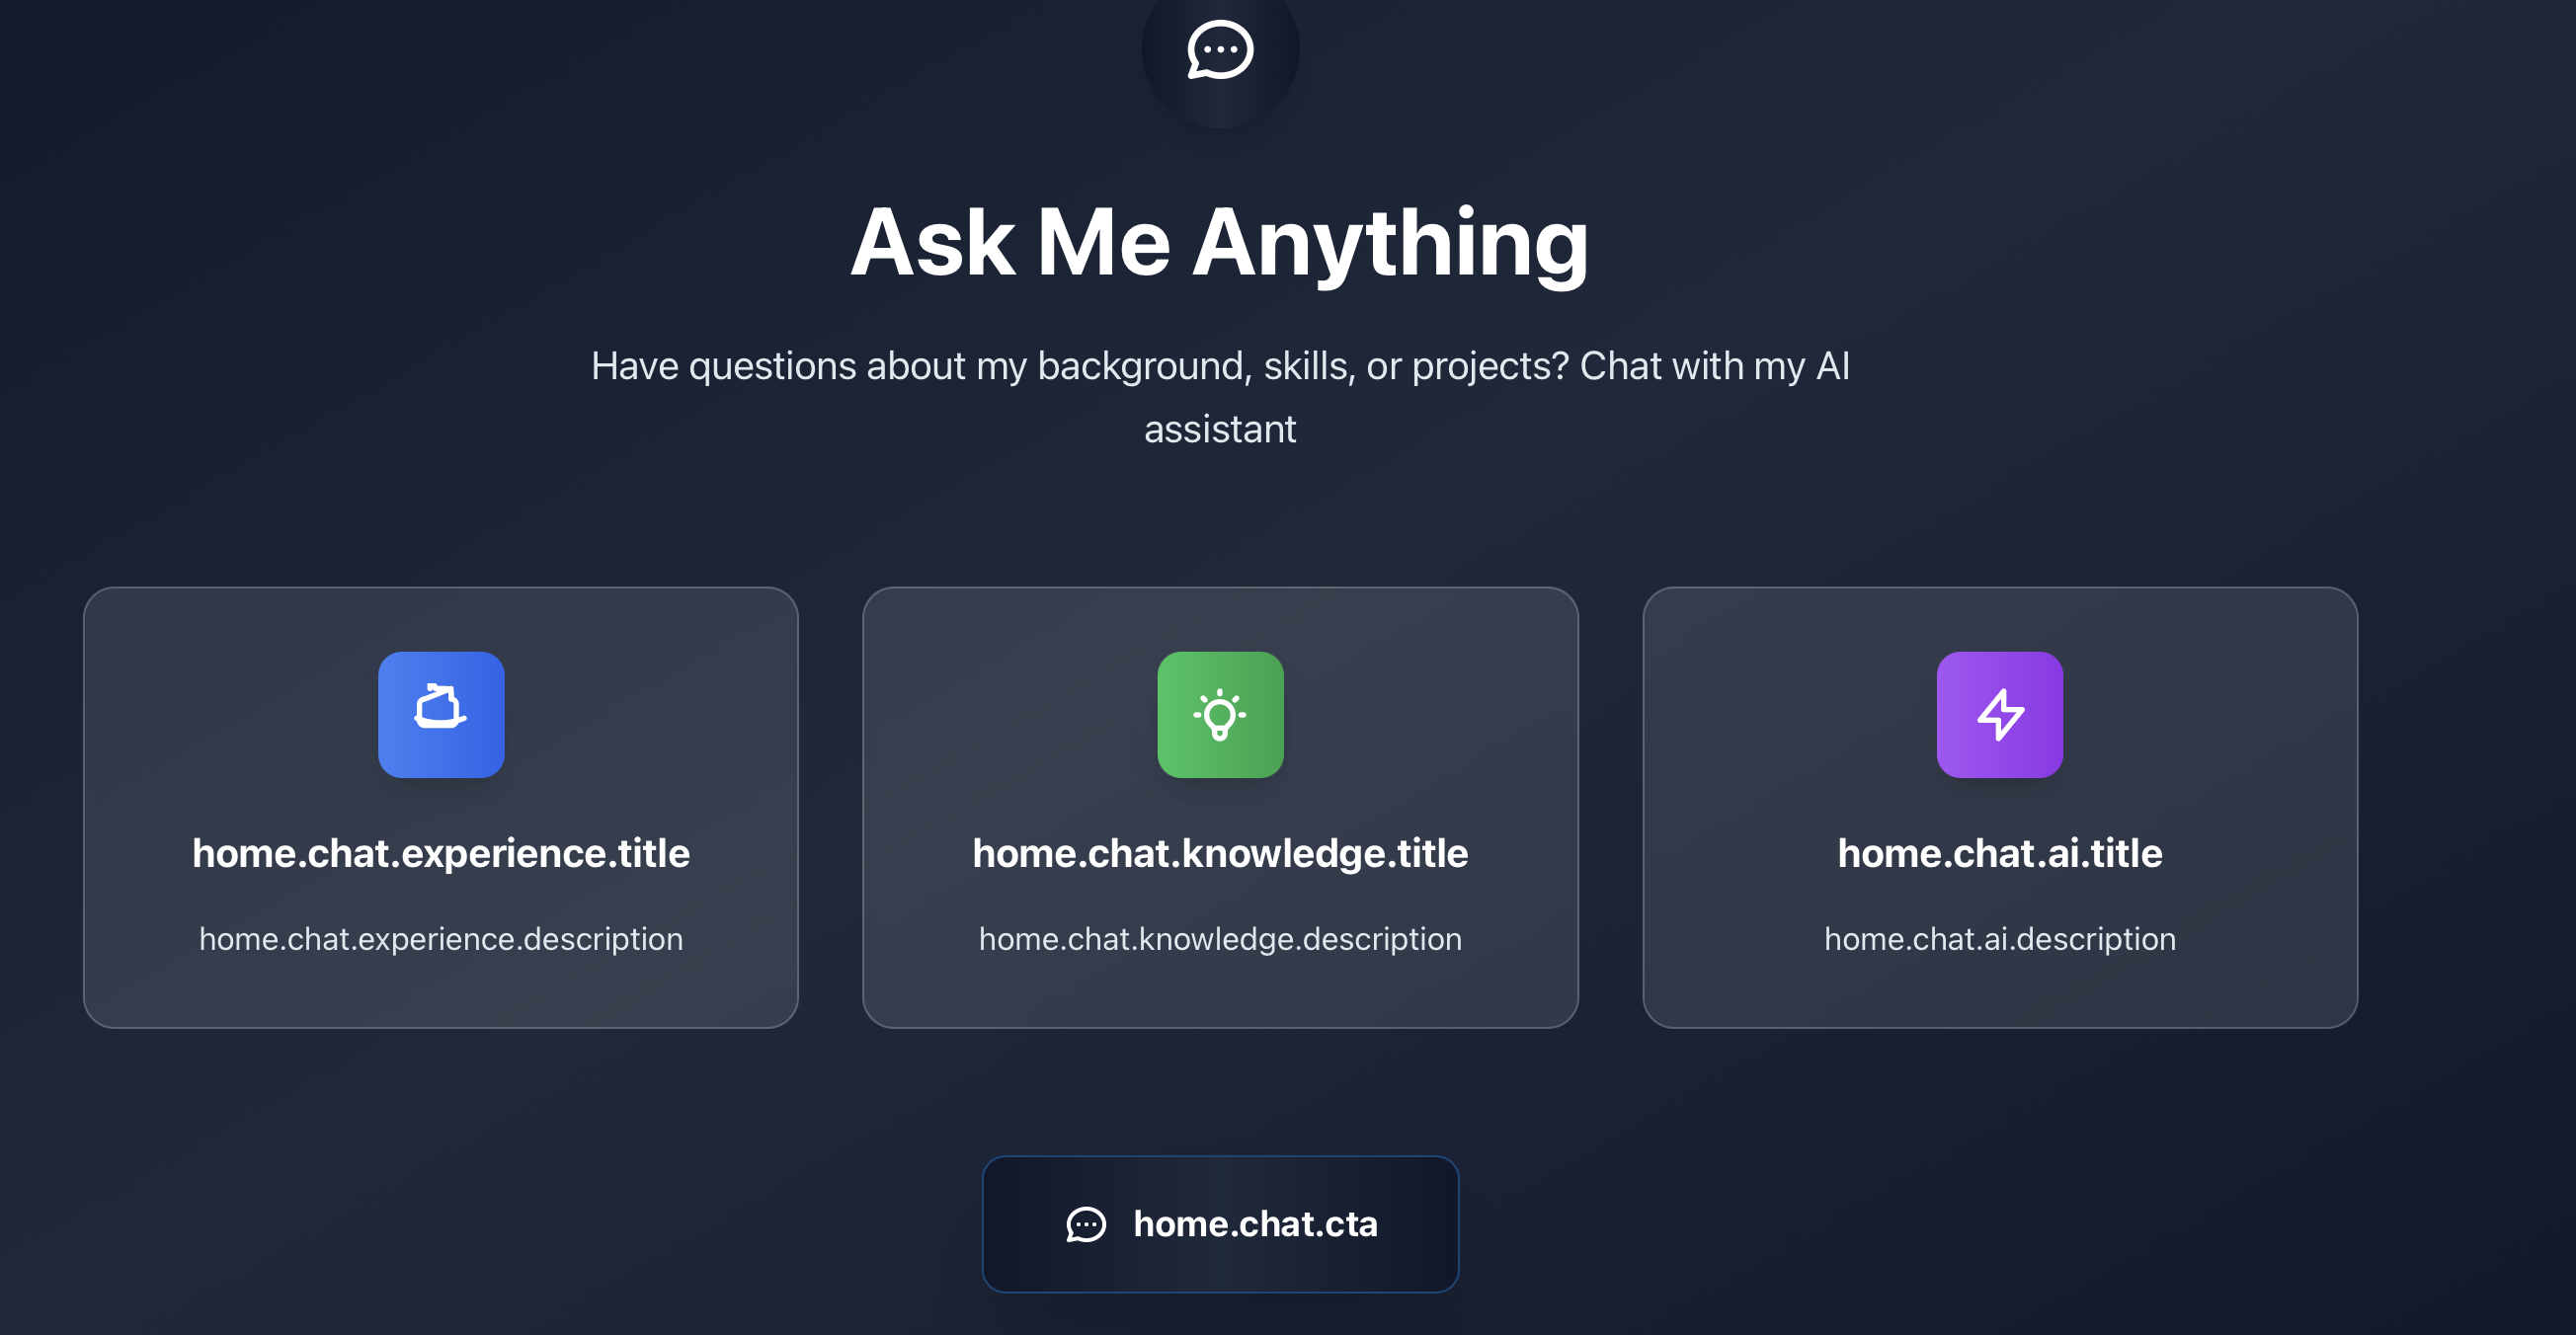 Ask Me Anything
Have questions about my background, skills, or projects? Chat with my AI
assistant
home.chat.experience.title
home.chat.experience.description
home.chat.knowledge.title
home.chat.knowledge.description
home.chat.ai.title
home.chat.ai.description
home.chat.cta